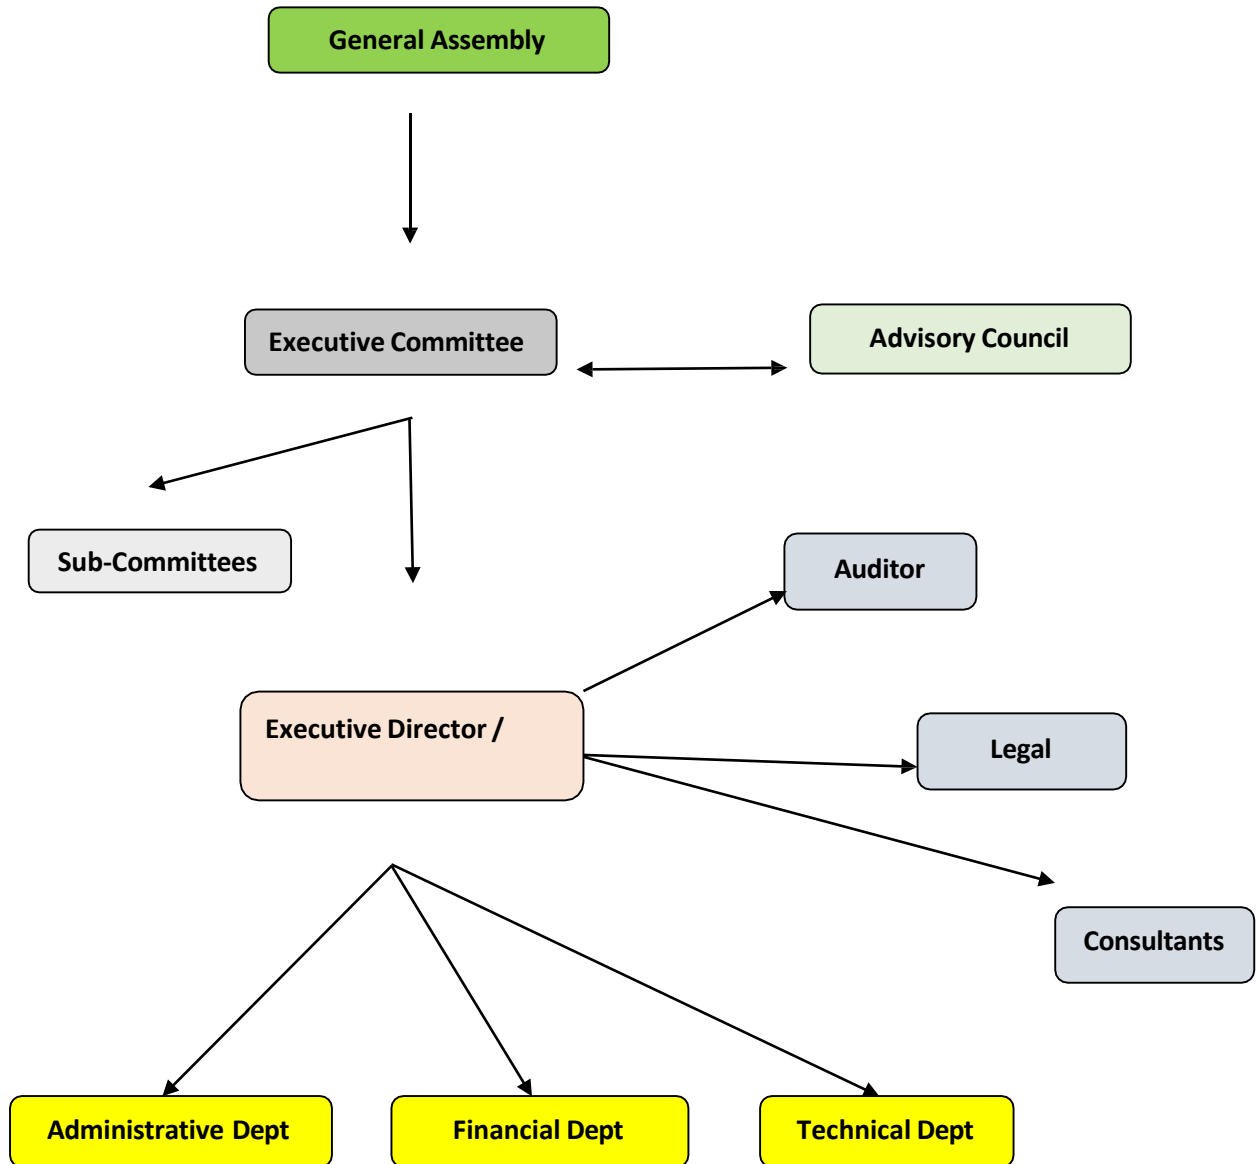 General Assembly
Executive Committee
Advisory Council
Sub-Committees
Auditor
Executive Director /
Legal
Consultants
Administrative Dept
Financial Dept
Technical Dept